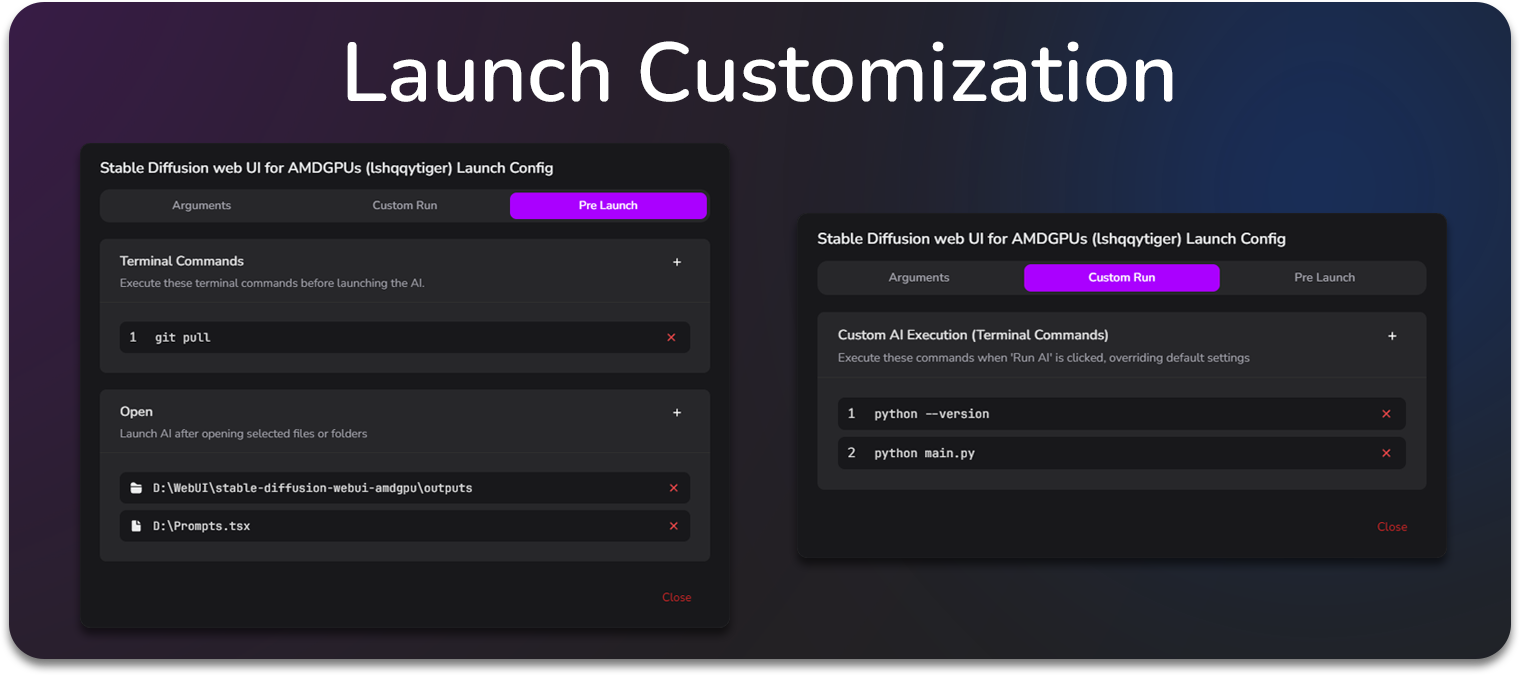 Launch Customization
Stable Diffusion web UI for AMDGPUs (lshqqytiger) Launch Config
Arguments Custom Run Pre Launch
Terminal Commands +
Execute these terminal commands before launching the AI.
1 git pull ×
Open +
Launch AI after opening selected files or folders
D:\WebUI\stable-diffusion-webui-amdgpu\outputs ×
D:\Prompts.tsx ×
Close
Stable Diffusion web UI for AMDGPUs (lshqqytiger) Launch Config
Arguments Custom Run Pre Launch
Custom AI Execution (Terminal Commands) +
Execute these commands when 'Run AI' is clicked, overriding default settings
1 python --version ×
2 python main.py ×
Close